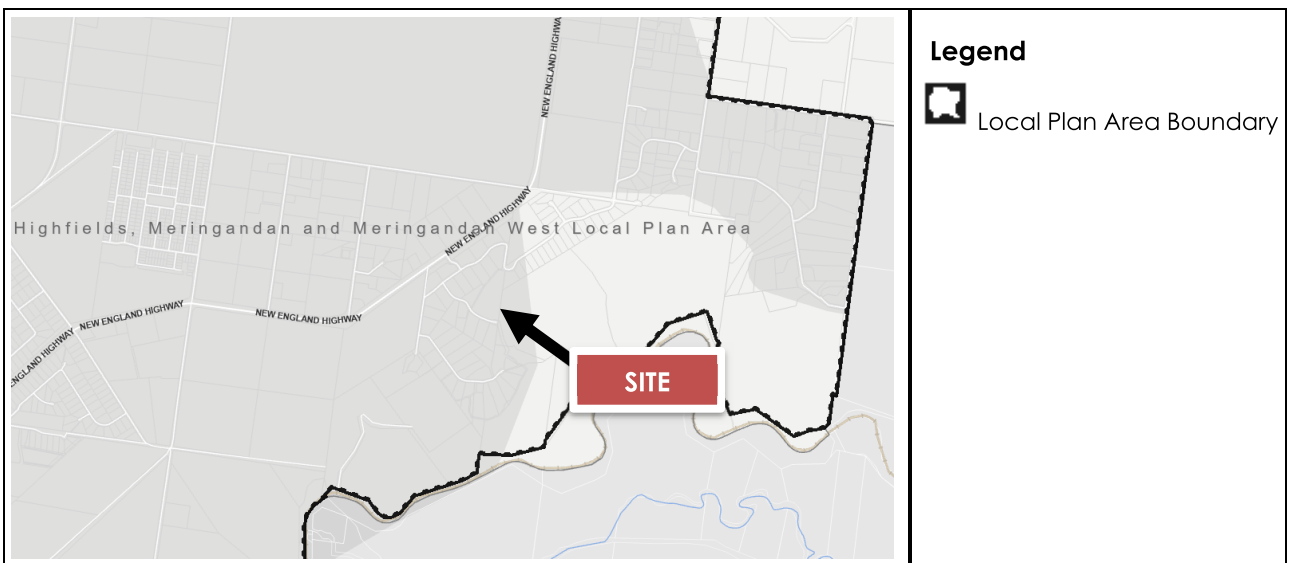 NEW ENGLAND HIGHWAY
Highfields, Meringandan and Meringandan West Local Plan Area
NEW ENGLAND HIGHWAY
NEW ENGLAND HIGHWAY
NEW ENGLAND HIGHWAY
ENGLAND HIGHWAY
SITE
Legend
Local Plan Area Boundary